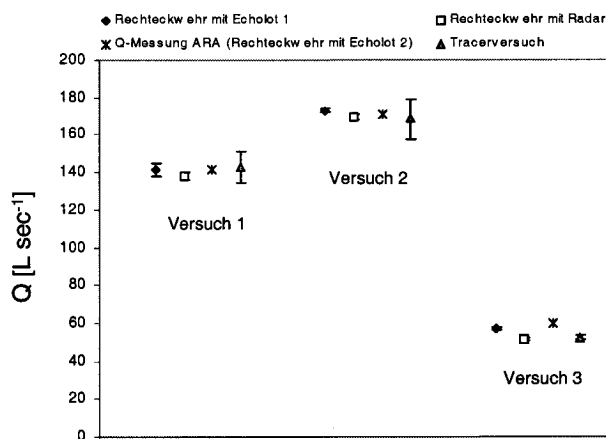 Rechteckwehr mit Echolot 1
Rechteckwehr mit Radar
Q-Messung ARA (Rechteckwehr mit Echolot 2)
Tracerversuch
Q [L sec⁻¹]
200
180
160
140
120
100
80
60
40
20
0
Versuch 1
Versuch 2
Versuch 3